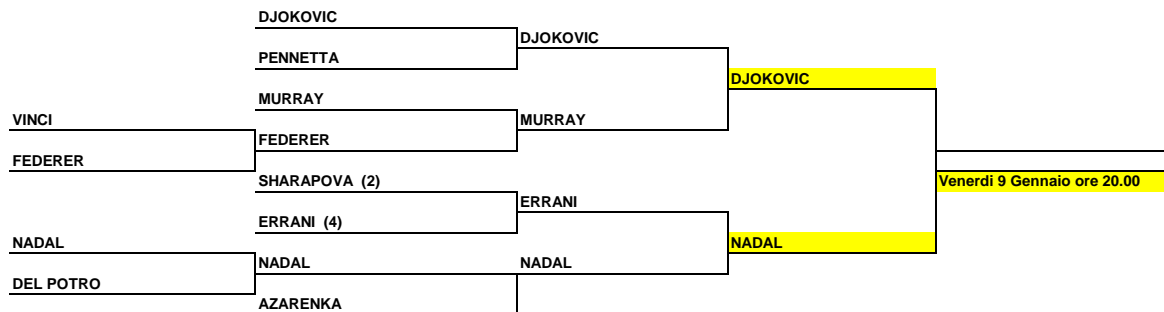 DJOKOVIC
DJOKOVIC
PENNETTA
DJOKOVIC
MURRAY
VINCI
MURRAY
FEDERER
FEDERER
SHARAPOVA (2)
Venerdi 9 Gennaio ore 20.00
ERRANI
ERRANI (4)
NADAL
NADAL
NADAL
NADAL
DEL POTRO
AZARENKA